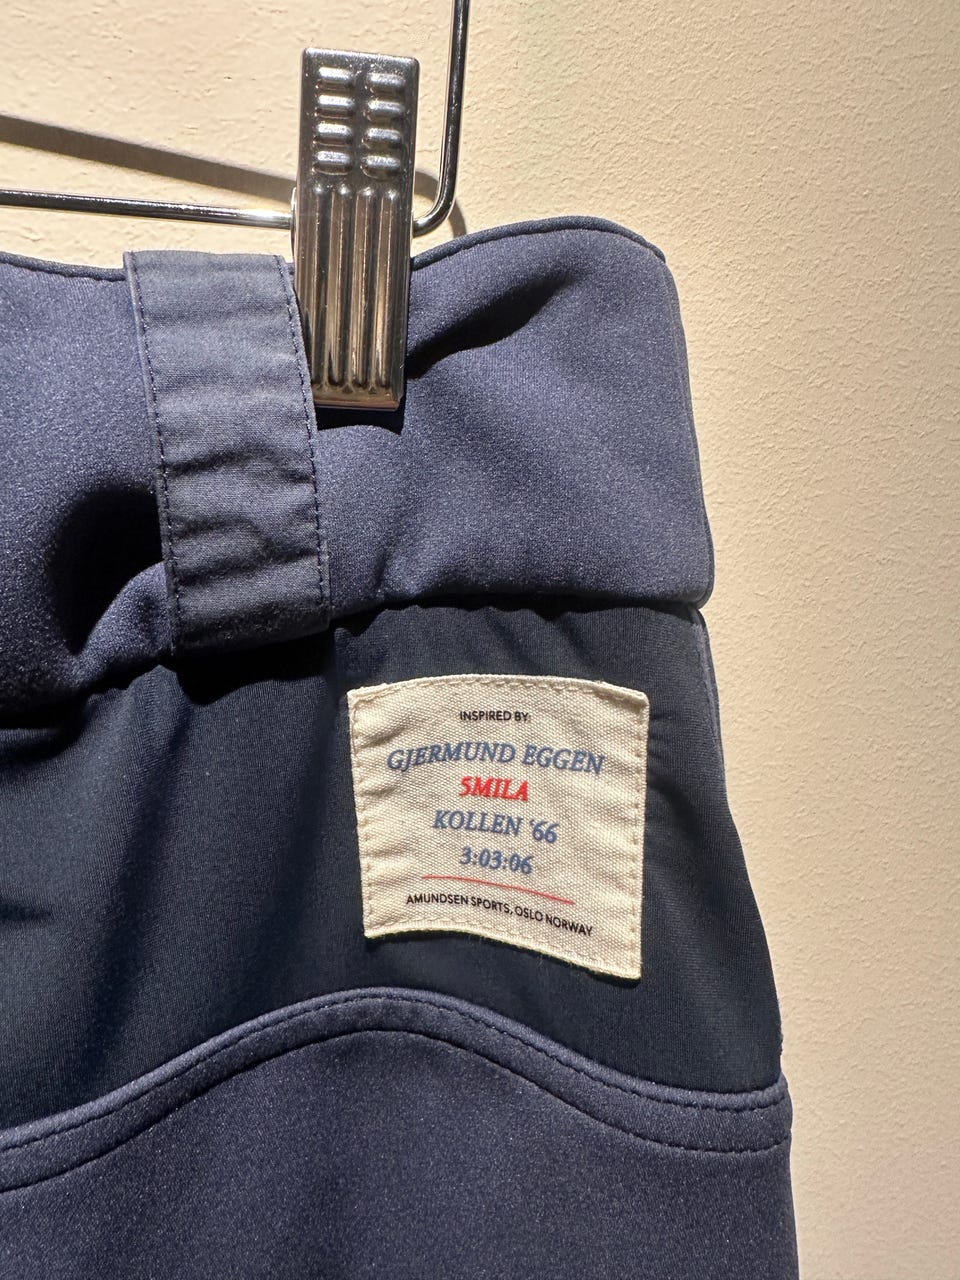 INSPIRED BY:
GJERMUND EGGEN
5MILA
KOLLEN '66
3:03:06
AMUNDSEN SPORTS, OSLO NORWAY